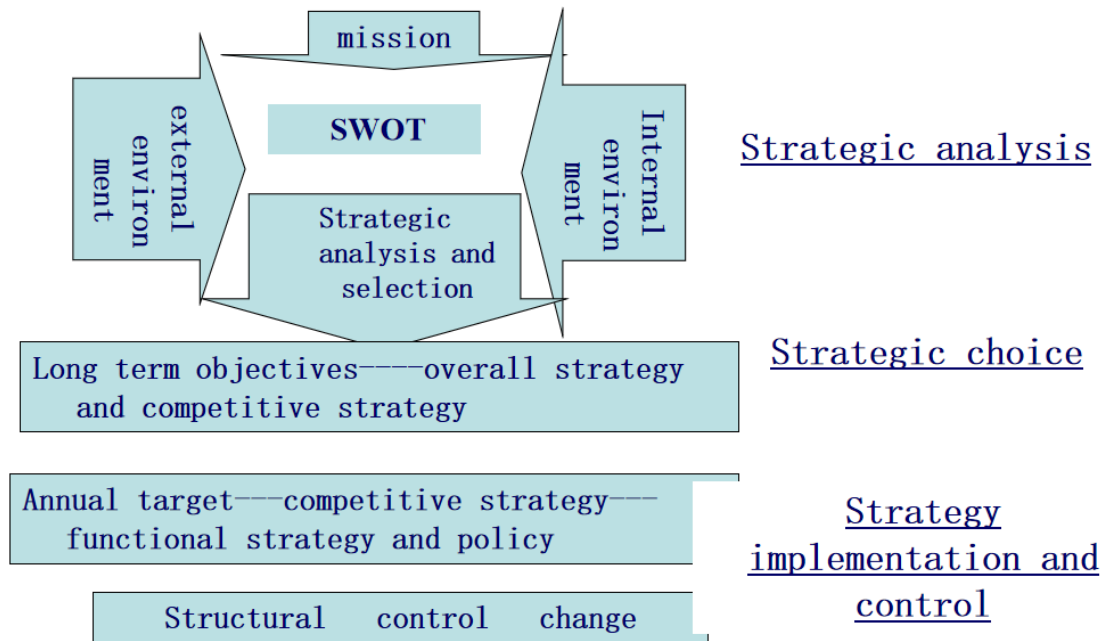 mission
external
environ
ment
SWOT
Internal
environ
ment
Strategic analysis
Strategic
analysis and
selection
Long term objectives----overall strategy
and competitive strategy
Strategic choice
Annual target---competitive strategy---
functional strategy and policy
Strategy
implementation and
control
Structural control change